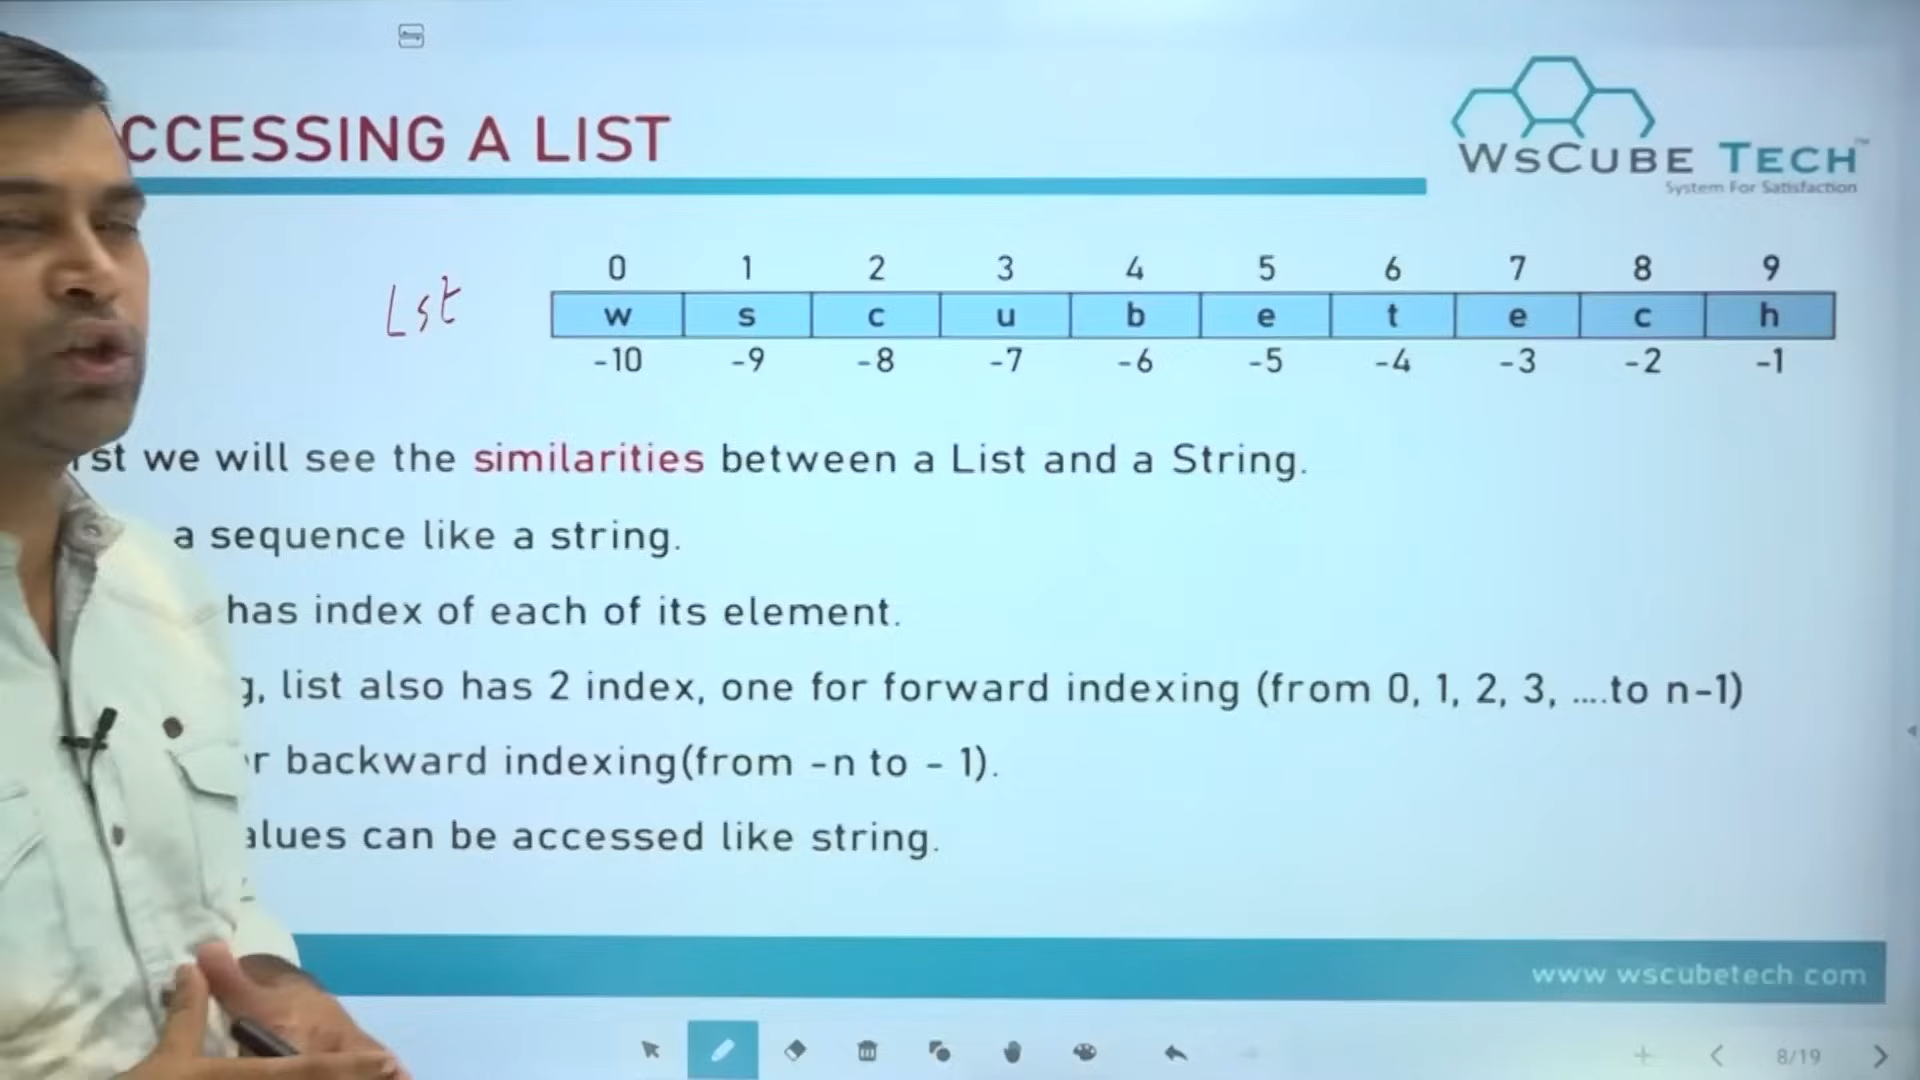 CCESSING A LIST
WsCUBE TECH™
System For Satisfaction
Lst
0 1 2 3 4 5 6 7 8 9
w s c u b e t e c h
-10 -9 -8 -7 -6 -5 -4 -3 -2 -1
rst we will see the similarities between a List and a String.
a sequence like a string.
has index of each of its element.
g, list also has 2 index, one for forward indexing (from 0, 1, 2, 3, ....to n-1)
r backward indexing(from -n to - 1).
alues can be accessed like string.
www wscubetech com
8/19